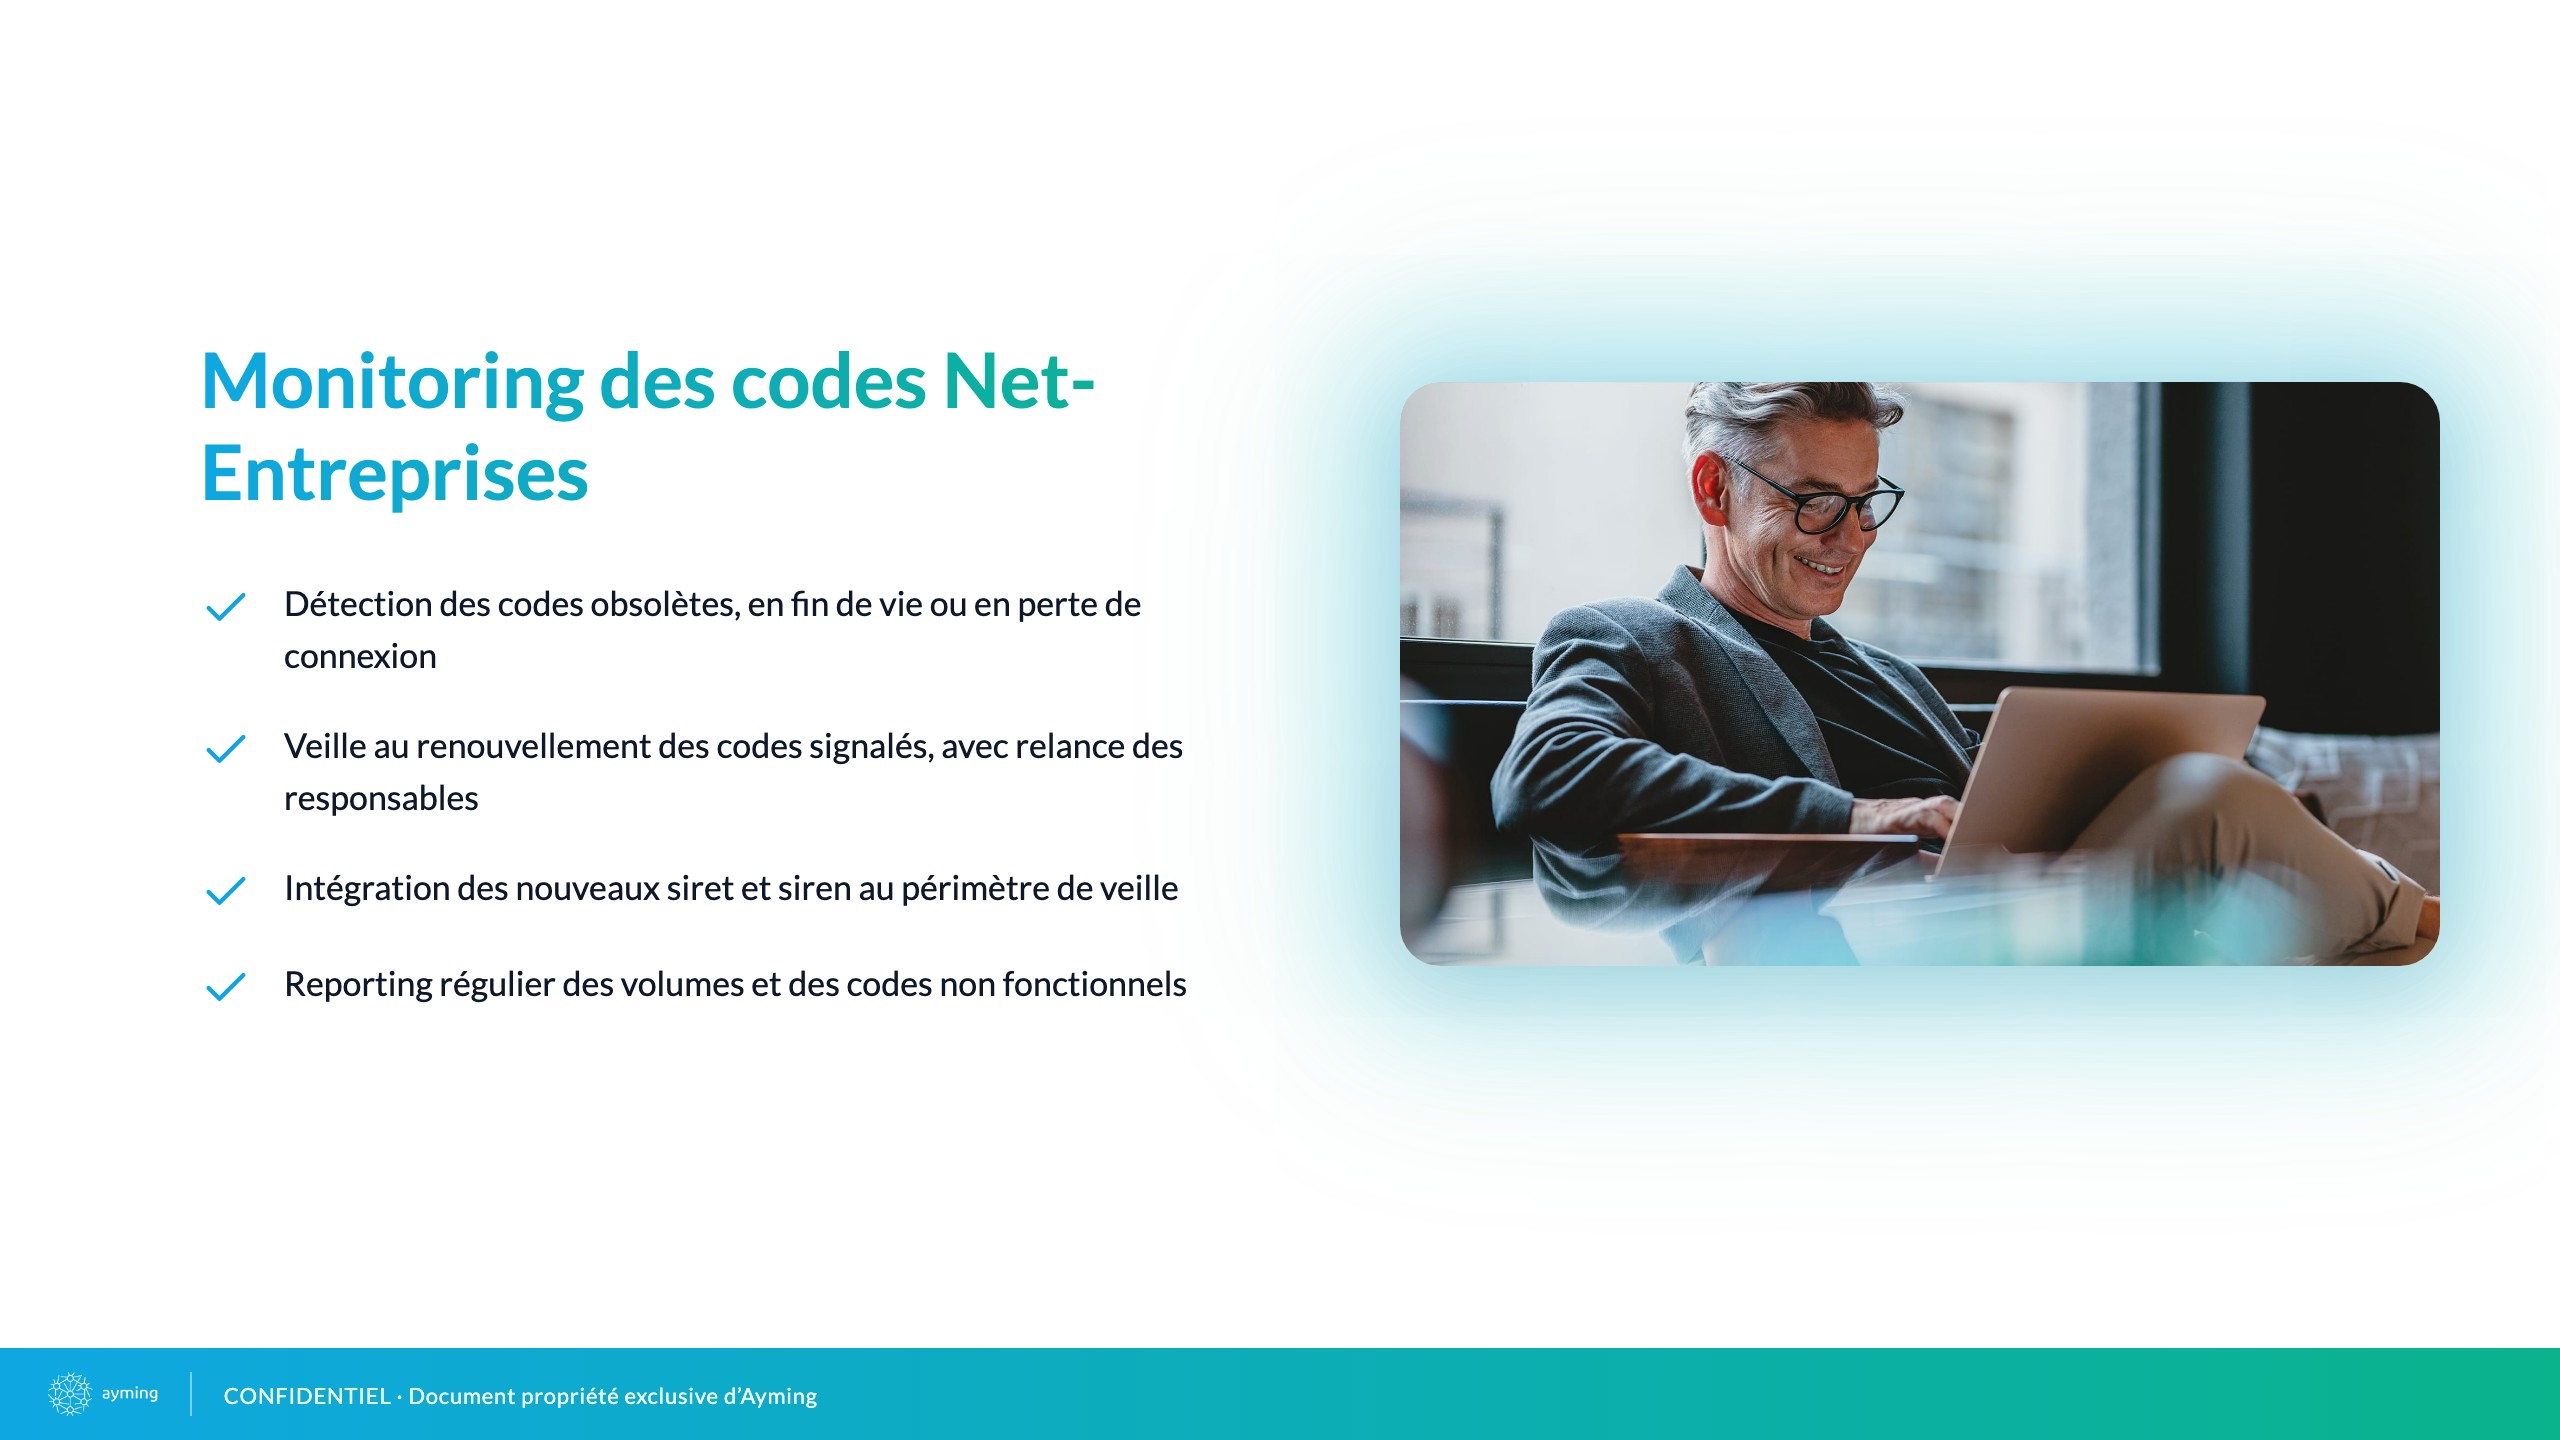 Monitoring des codes Net-
Entreprises
Détection des codes obsolètes, en fin de vie ou en perte de
connexion
Veille au renouvellement des codes signalés, avec relance des
responsables
Intégration des nouveaux siret et siren au périmètre de veille
Reporting régulier des volumes et des codes non fonctionnels
ayming
CONFIDENTIEL · Document propriété exclusive d’Ayming